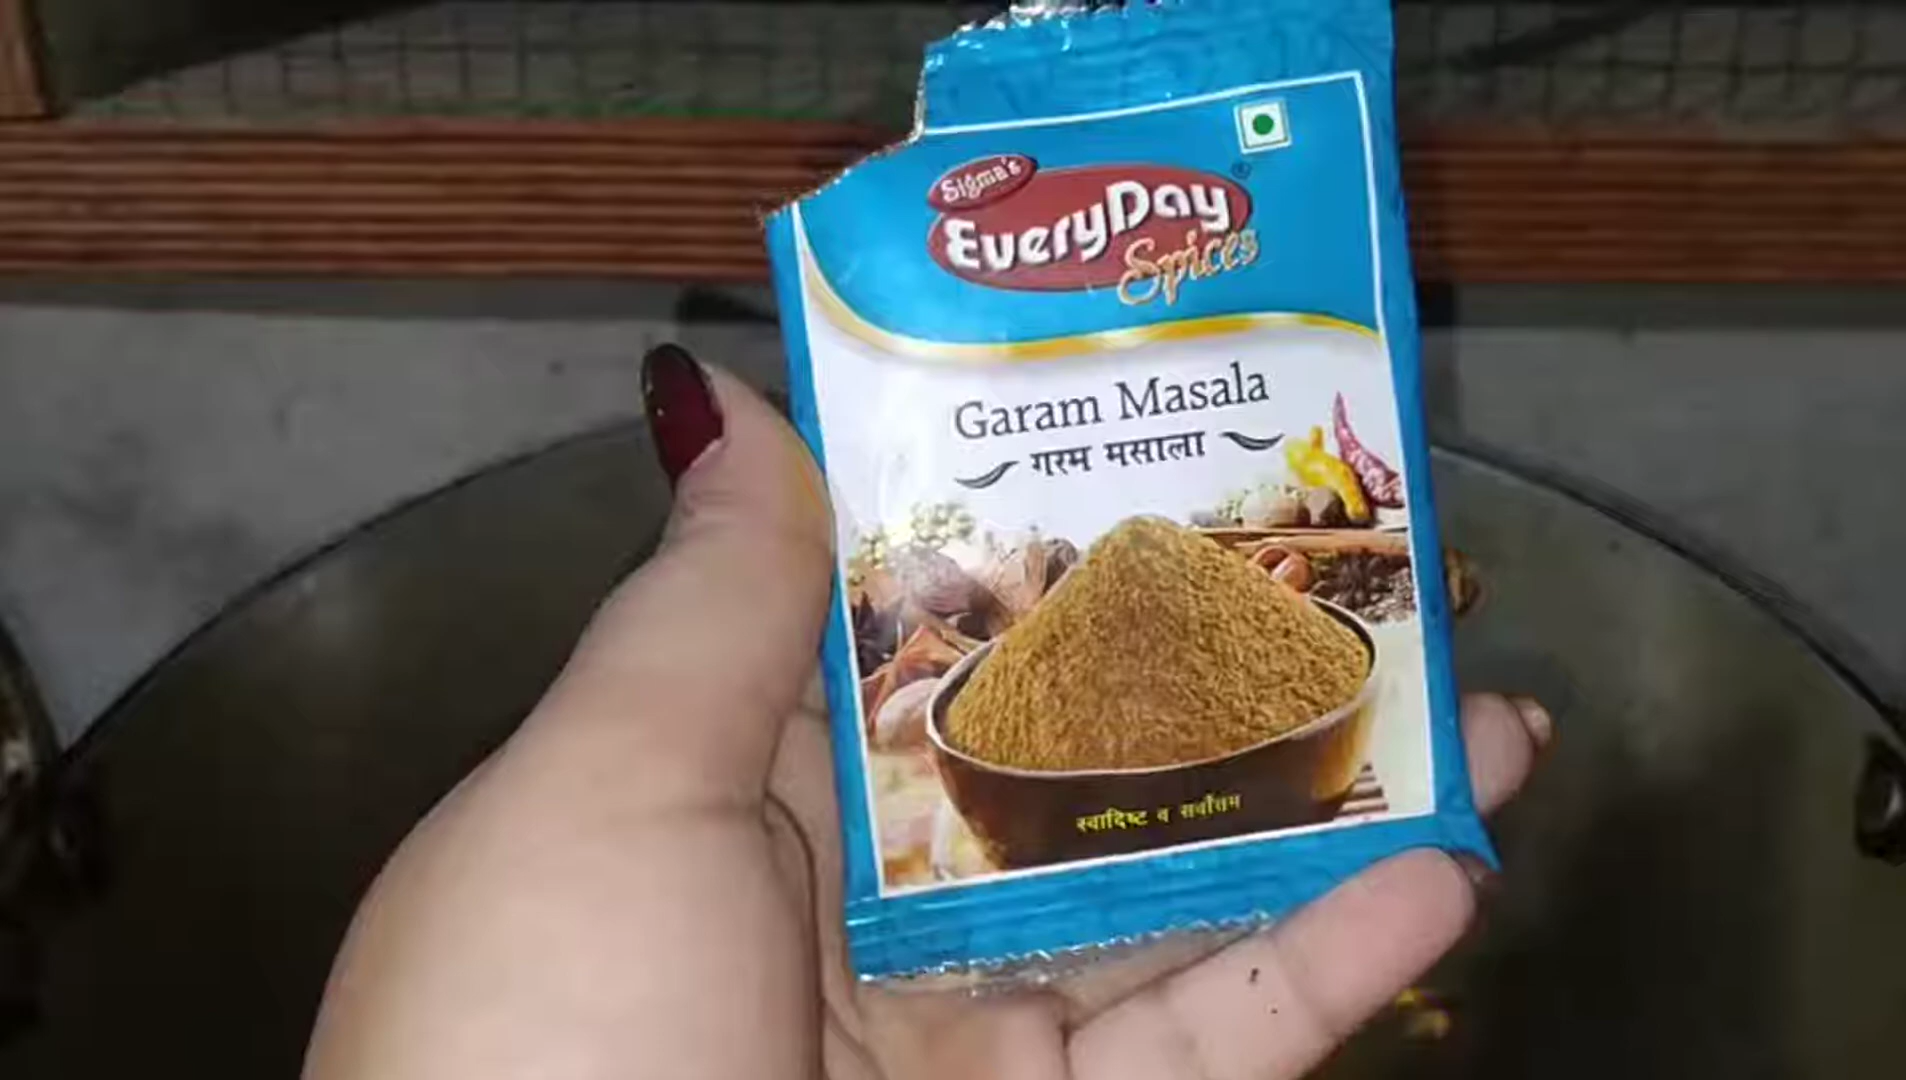 Sigma's
EveryDay
Spices
Garam Masala
गरम मसाला
स्वादिष्ट व सर्वोत्तम